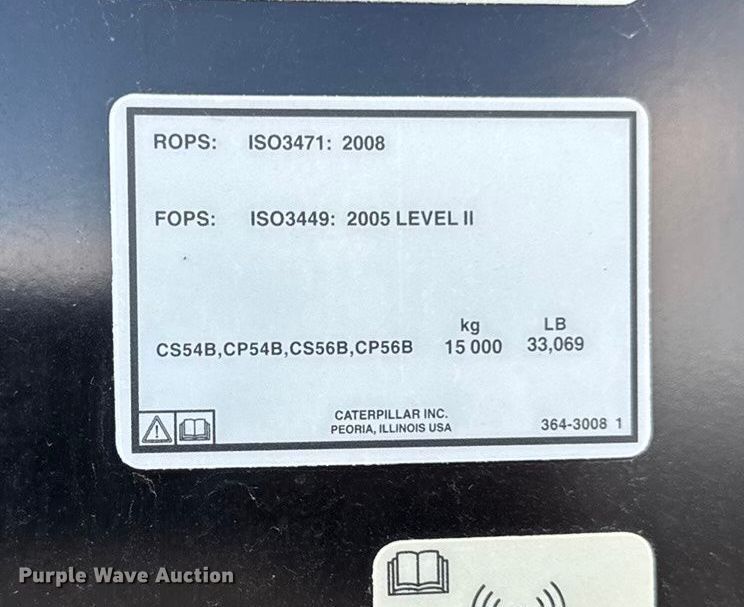 ROPS: ISO3471: 2008
FOPS: ISO3449: 2005 LEVEL II
kg LB
CS54B,CP54B,CS56B,CP56B 15 000 33,069
CATERPILLAR INC.
PEORIA, ILLINOIS USA
364-3008 1
Purple Wave Auction